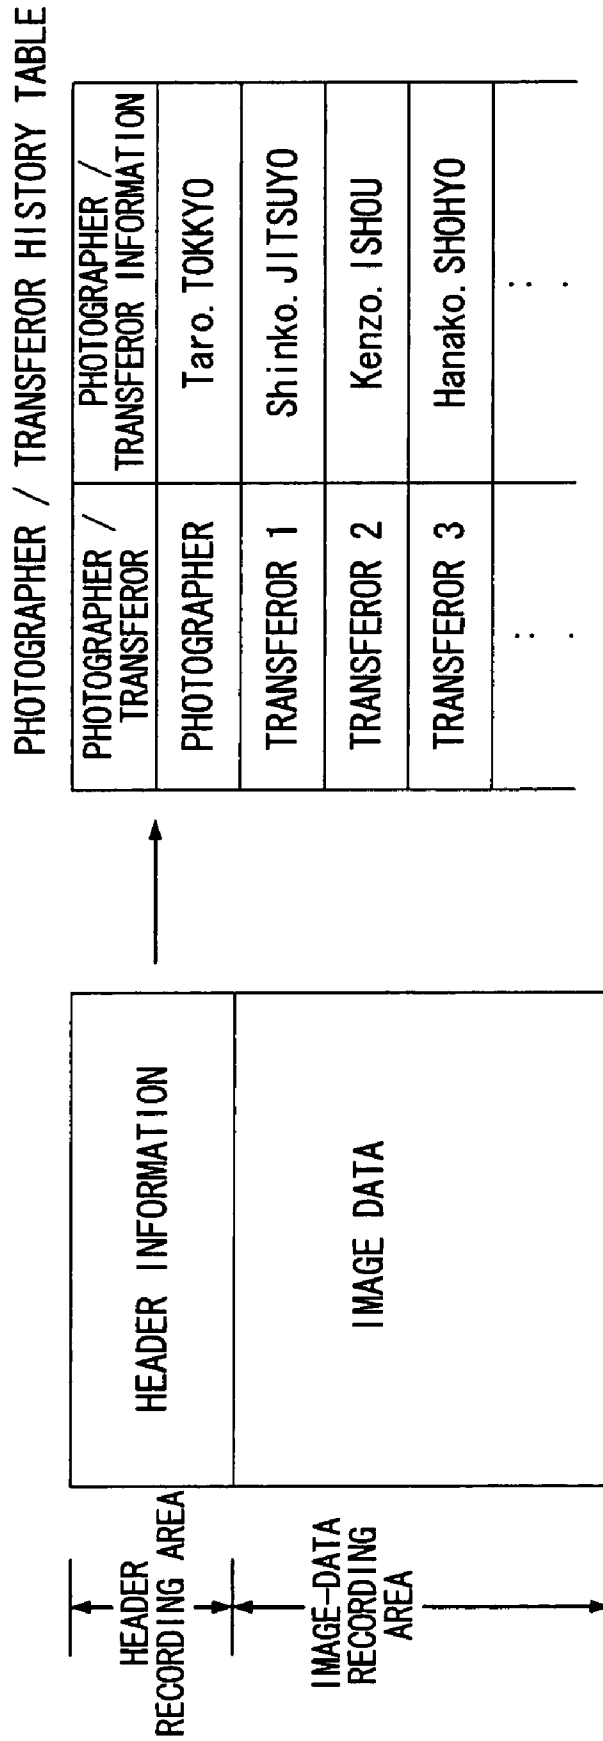 PHOTOGRAPHER / TRANSFEROR HISTORY TABLE
HEADER
RECORDING AREA
HEADER INFORMATION
IMAGE-DATA
RECORDING
AREA
IMAGE DATA
PHOTOGRAPHER /
TRANSFEROR
PHOTOGRAPHER /
TRANSFEROR INFORMATION
PHOTOGRAPHER
Taro. TOKKYO
TRANSFEROR 1
Shinko. JITSUYO
TRANSFEROR 2
Kenzo. ISHOU
TRANSFEROR 3
Hanako. SHOHYO